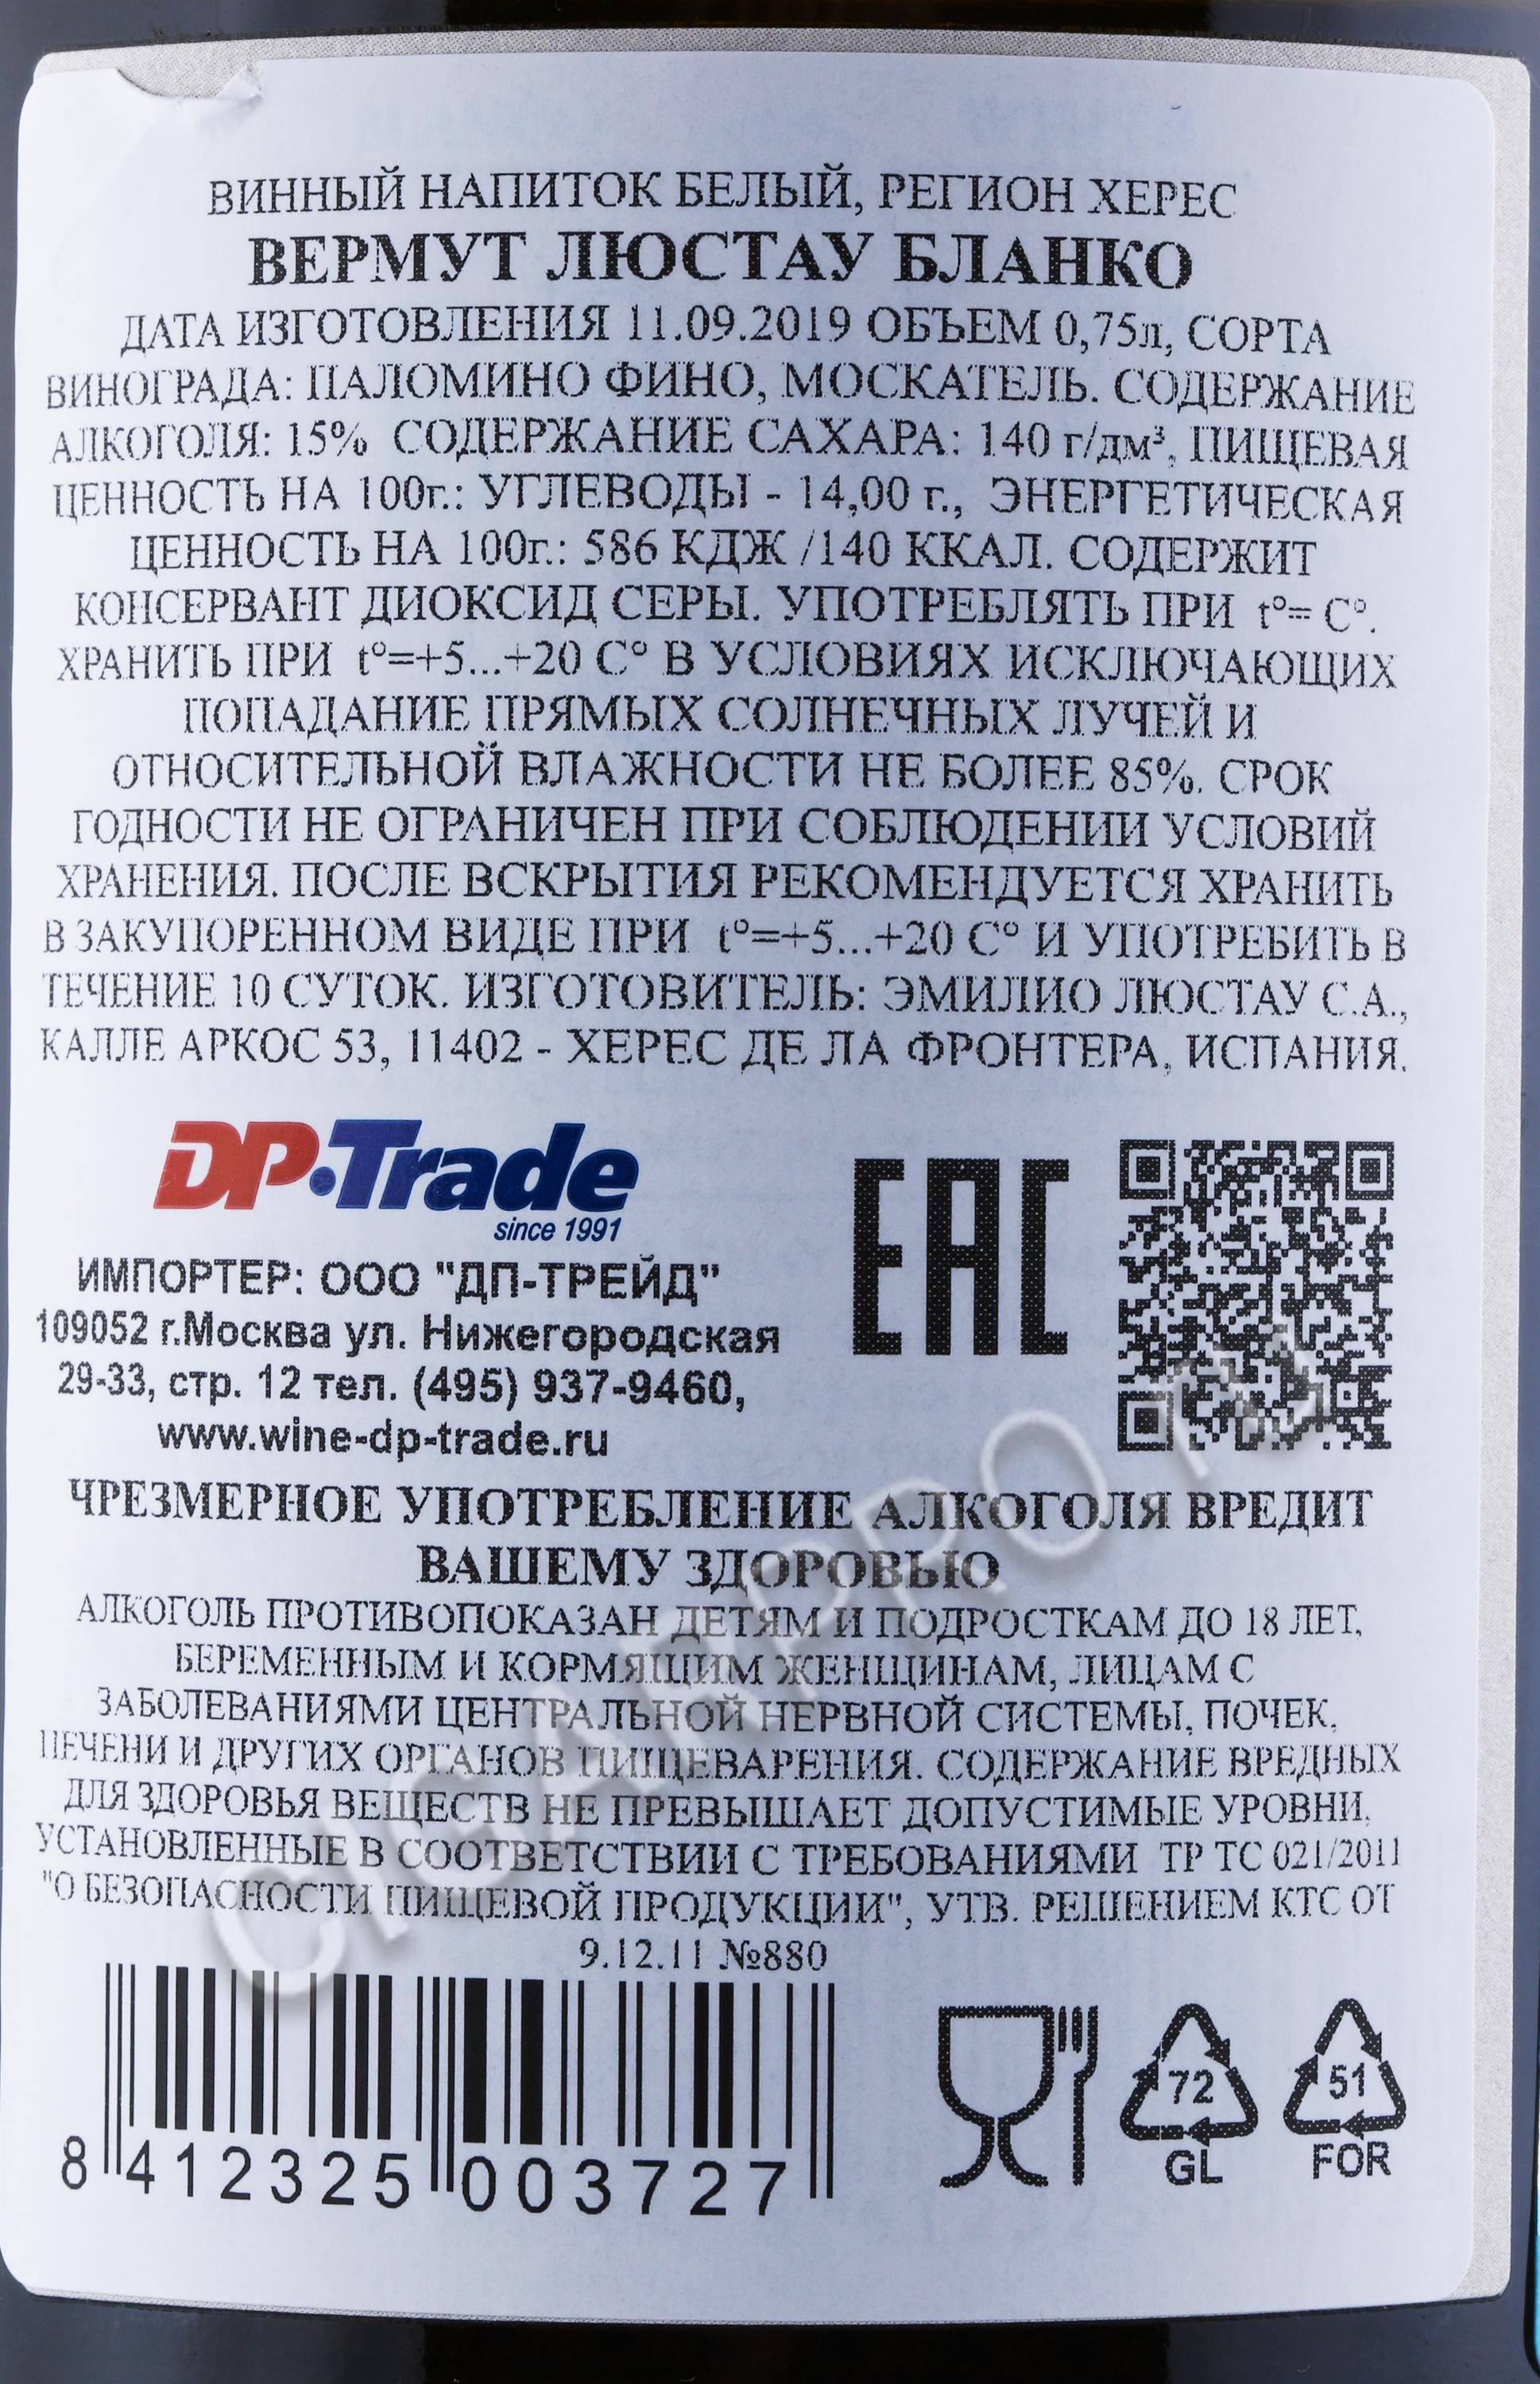 ВИННЫЙ НАПИТОК БЕЛЫЙ, РЕГИОН ХЕРЕС
ВЕРМУТ ЛЮСТАУ БЛАНКО
ДАТА ИЗГОТОВЛЕНИЯ 11.09.2019 ОБЪЕМ 0,75л, СОРТА
ВИНОГРАДА: ПАЛОМИНО ФИНО, МОСКАТЕЛЬ. СОДЕРЖАНИЕ
АЛКОГОЛЯ: 15% СОДЕРЖАНИЕ САХАРА: 140 г/дм³, ПИЩЕВАЯ
ЦЕННОСТЬ НА 100г.: УГЛЕВОДЫ - 14,00 г., ЭНЕРГЕТИЧЕСКАЯ
ЦЕННОСТЬ НА 100г.: 586 КДЖ /140 ККАЛ. СОДЕРЖИТ
КОНСЕРВАНТ ДИОКСИД СЕРЫ. УПОТРЕБЛЯТЬ ПРИ t°= C°.
ХРАНИТЬ ПРИ t°=+5...+20 C° В УСЛОВИЯХ ИСКЛЮЧАЮЩИХ
ПОПАДАНИЕ ПРЯМЫХ СОЛНЕЧНЫХ ЛУЧЕЙ И
ОТНОСИТЕЛЬНОЙ ВЛАЖНОСТИ НЕ БОЛЕЕ 85%. СРОК
ГОДНОСТИ НЕ ОГРАНИЧЕН ПРИ СОБЛЮДЕНИИ УСЛОВИЙ
ХРАНЕНИЯ. ПОСЛЕ ВСКРЫТИЯ РЕКОМЕНДУЕТСЯ ХРАНИТЬ
В ЗАКУПОРЕННОМ ВИДЕ ПРИ t°=+5...+20 C° И УПОТРЕБИТЬ В
ТЕЧЕНИЕ 10 СУТОК. ИЗГОТОВИТЕЛЬ: ЭМИЛИО ЛЮСТАУ С.А.,
КАЛЛЕ АРКОС 53, 11402 - ХЕРЕС ДЕ ЛА ФРОНТЕРА, ИСПАНИЯ.
DP·Trade
since 1991
EAC
ИМПОРТЕР: ООО "ДП-ТРЕЙД"
109052 г.Москва ул. Нижегородская
29-33, стр. 12 тел. (495) 937-9460,
www.wine-dp-trade.ru
ЧРЕЗМЕРНОЕ УПОТРЕБЛЕНИЕ АЛКОГОЛЯ ВРЕДИТ
ВАШЕМУ ЗДОРОВЬЮ
АЛКОГОЛЬ ПРОТИВОПОКАЗАН ДЕТЯМ И ПОДРОСТКАМ ДО 18 ЛЕТ,
БЕРЕМЕННЫМ И КОРМЯЩИМ ЖЕНЩИНАМ, ЛИЦАМ С
ЗАБОЛЕВАНИЯМИ ЦЕНТРАЛЬНОЙ НЕРВНОЙ СИСТЕМЫ, ПОЧЕК,
ПЕЧЕНИ И ДРУГИХ ОРГАНОВ ПИЩЕВАРЕНИЯ. СОДЕРЖАНИЕ ВРЕДНЫХ
ДЛЯ ЗДОРОВЬЯ ВЕЩЕСТВ НЕ ПРЕВЫШАЕТ ДОПУСТИМЫЕ УРОВНИ,
УСТАНОВЛЕННЫЕ В СООТВЕТСТВИИ С ТРЕБОВАНИЯМИ ТР ТС 021/2011
"О БЕЗОПАСНОСТИ ПИЩЕВОЙ ПРОДУКЦИИ", УТВ. РЕШЕНИЕМ КТС ОТ
9.12.11 №880
8 412325 003727
72
GL
51
FOR